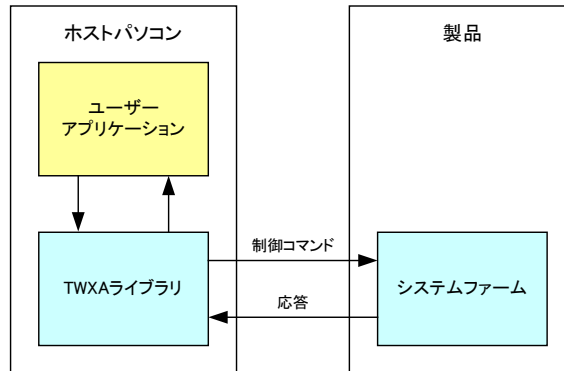 ホストパソコン
製品
ユーザー
アプリケーション
制御コマンド
TWXAライブラリ
システムファーム
応答